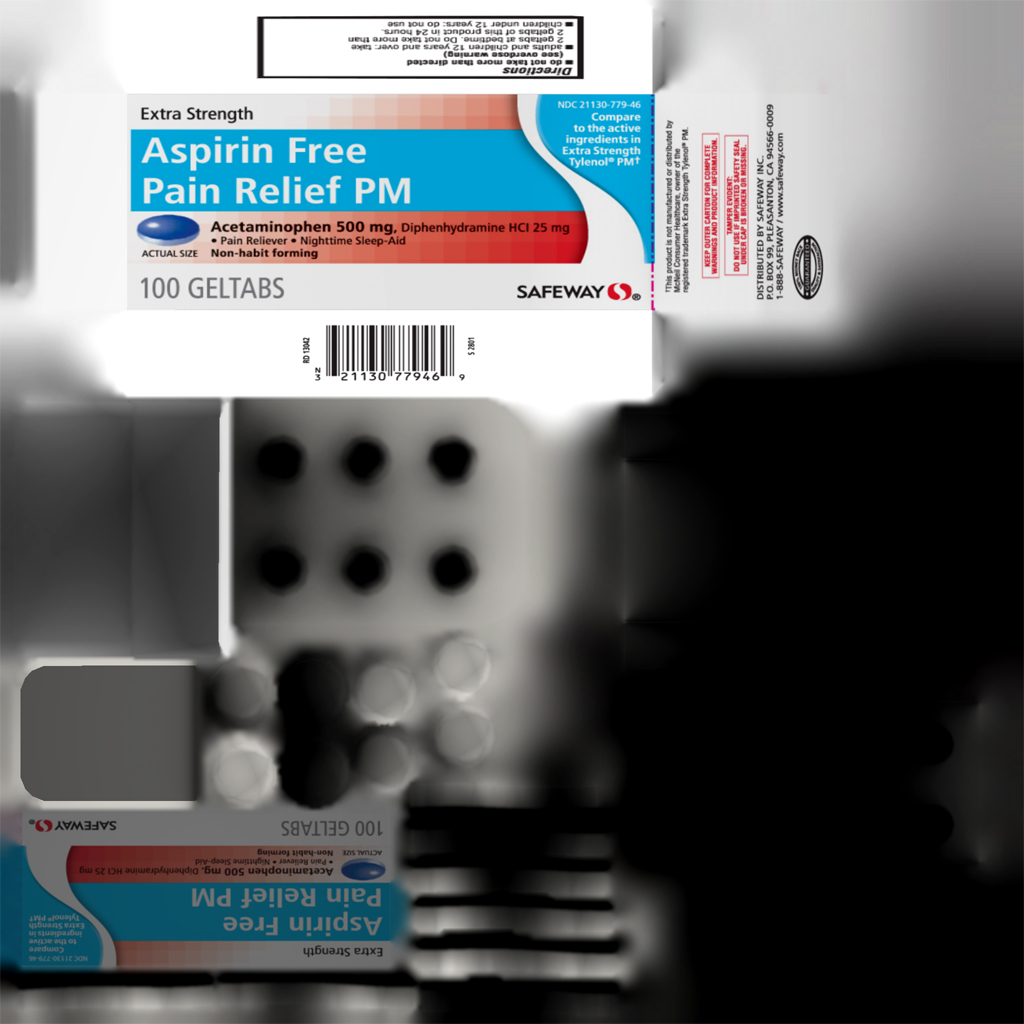 Directions
do not take more than directed
(see overdose warning)
adults and children 12 years and over: take
2 geltabs at bedtime. Do not take more than
2 geltabs of this product in 24 hours.
children under 12 years: do not use
Extra Strength
Aspirin Free
Pain Relief PM
Acetaminophen 500 mg, Diphenhydramine HCl 25 mg
• Pain Reliever • Nighttime Sleep-Aid
Non-habit forming
ACTUAL SIZE
100 GELTABS
NDC 21130-779-46
Compare
to the active
ingredients in
Extra Strength
Tylenol® PM†
SAFEWAY ®
†This product is not manufactured or distributed by
McNeil Consumer Healthcare, owner of the
registered trademark Extra Strength Tylenol® PM.
KEEP OUTER CARTON FOR COMPLETE
WARNINGS AND PRODUCT INFORMATION.
TAMPER EVIDENT:
DO NOT USE IF IMPRINTED SAFETY SEAL
UNDER CAP IS BROKEN OR MISSING.
DISTRIBUTED BY SAFEWAY INC.
P.O. BOX 99, PLEASANTON, CA 94566-0009
1-888-SAFEWAY / www.safeway.com
GUARANTEED
RD 13042
N
3
21130 77946
9
S 2801
Extra Strength
Aspirin Free
Pain Relief PM
Acetaminophen 500 mg, Diphenhydramine HCl 25 mg
• Pain Reliever • Nighttime Sleep-Aid
Non-habit forming
ACTUAL SIZE
100 GELTABS
NDC 21130-779-46
Compare
to the active
ingredients in
Extra Strength
Tylenol® PM†
SAFEWAY ®